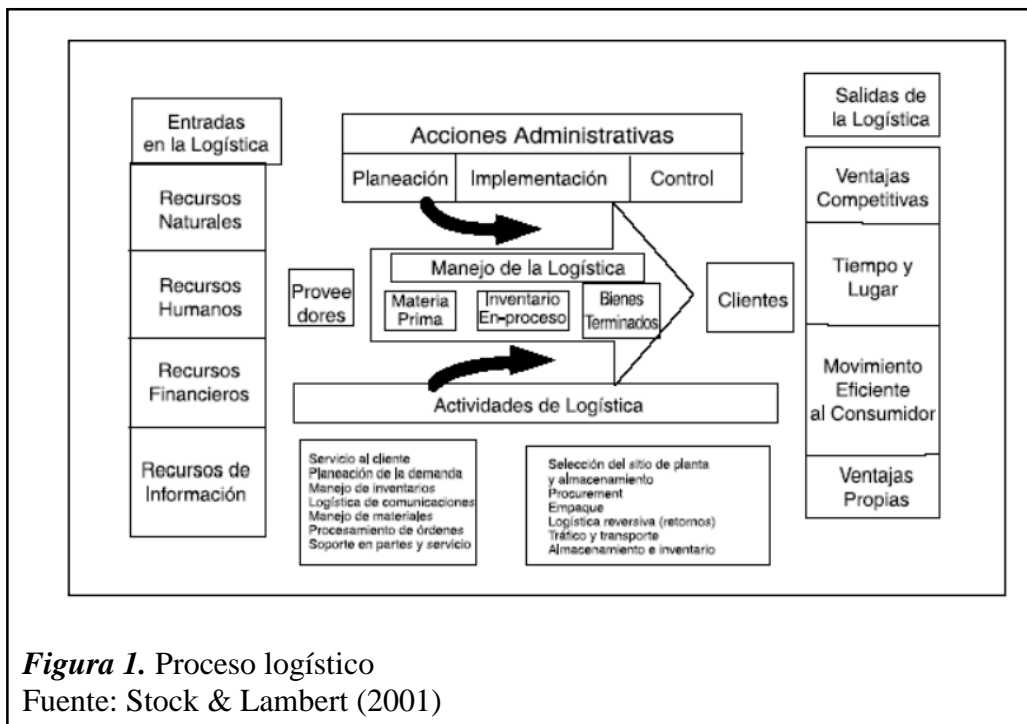 Entradas
en la Logística
Recursos
Naturales
Recursos
Humanos
Recursos
Financieros
Recursos de
Información
Acciones Administrativas
Planeación
Implementación
Control
Provee
dores
Manejo de la Logística
Materia
Prima
Inventario
En-proceso
Bienes
Terminados
Clientes
Actividades de Logística
Servicio al cliente
Planeación de la demanda
Manejo de inventarios
Logística de comunicaciones
Manejo de materiales
Procesamiento de órdenes
Soporte en partes y servicio
Selección del sitio de planta
y almacenamiento
Procurement
Empaque
Logística reversiva (retornos)
Tráfico y transporte
Almacenamiento e inventario
Salidas de
la Logística
Ventajas
Competitivas
Tiempo y
Lugar
Movimiento
Eficiente
al Consumidor
Ventajas
Propias
Figura 1. Proceso logístico
Fuente: Stock & Lambert (2001)